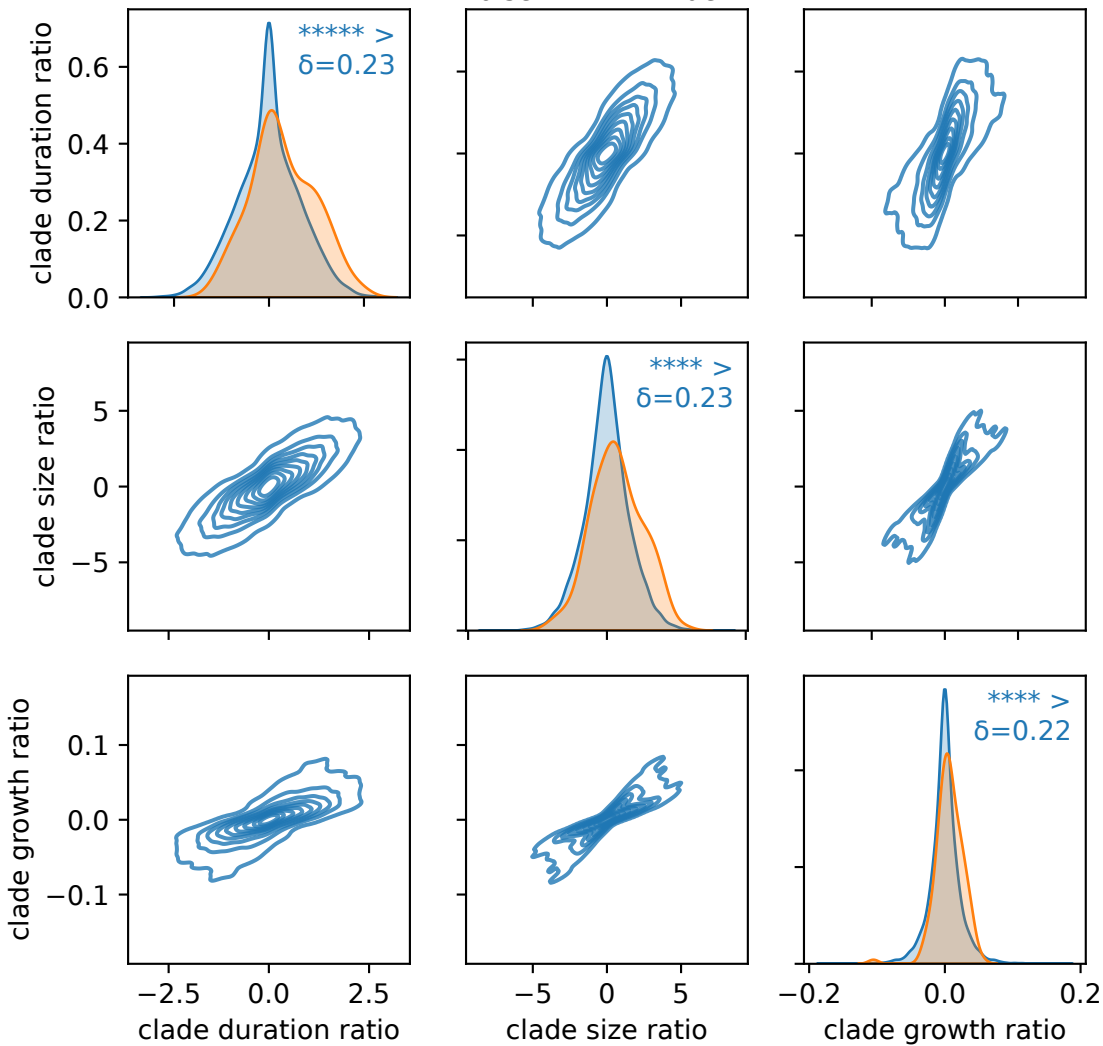 clade duration ratio
0.6
0.4
0.2
0.0
***** >
δ=0.23
clade size ratio
5
0
−5
**** >
δ=0.23
clade growth ratio
0.1
0.0
−0.1
**** >
δ=0.22
−2.5 0.0 2.5
clade duration ratio
−5 0 5
clade size ratio
−0.2 0.0 0.2
clade growth ratio